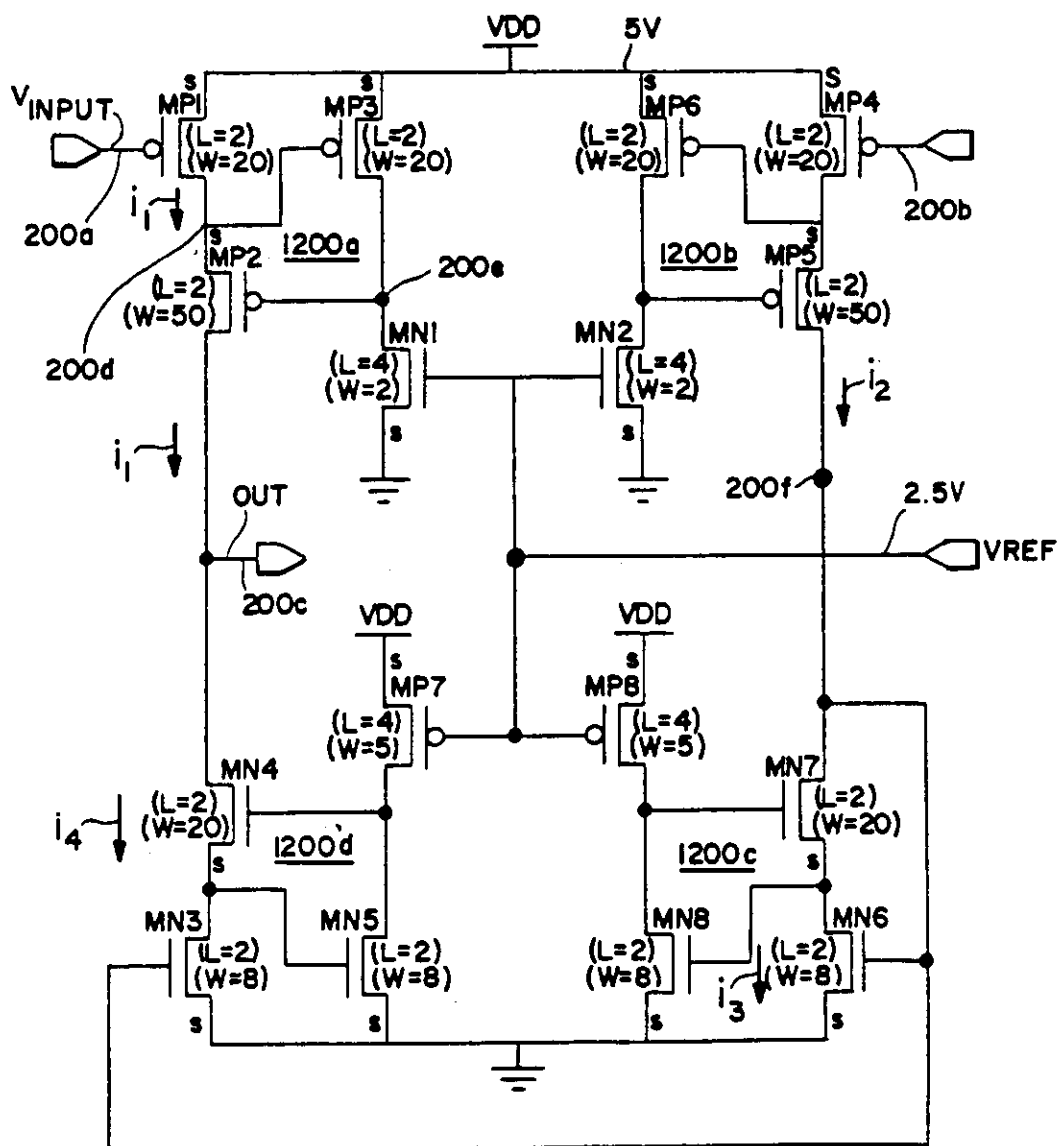 VDD
5V
S
S
S
S
VINPUT
MP1
MP3
MP6
MP4
(L=2)
(W=20)
(L=2)
(W=20)
(L=2)
(W=20)
(L=2)
(W=20)
i1
200a
200b
S
MP2
1200a
200e
1200b
S
MP5
(L=2)
(W=50)
(L=2)
(W=50)
200d
MN1
MN2
(L=4)
(W=2)
(L=4)
(W=2)
S
S
i2
i1
200f
OUT
200c
2.5V
VREF
VDD
VDD
S
S
MP7
MP8
(L=4)
(W=5)
(L=4)
(W=5)
MN4
MN7
(L=2)
(W=20)
(L=2)
(W=20)
i4
1200'd
1200c
S
S
MN3
MN5
MN8
MN6
(L=2)
(W=8)
(L=2)
(W=8)
(L=2)
(W=8)
(L=2)
(W=8)
i3
S
S
S
S